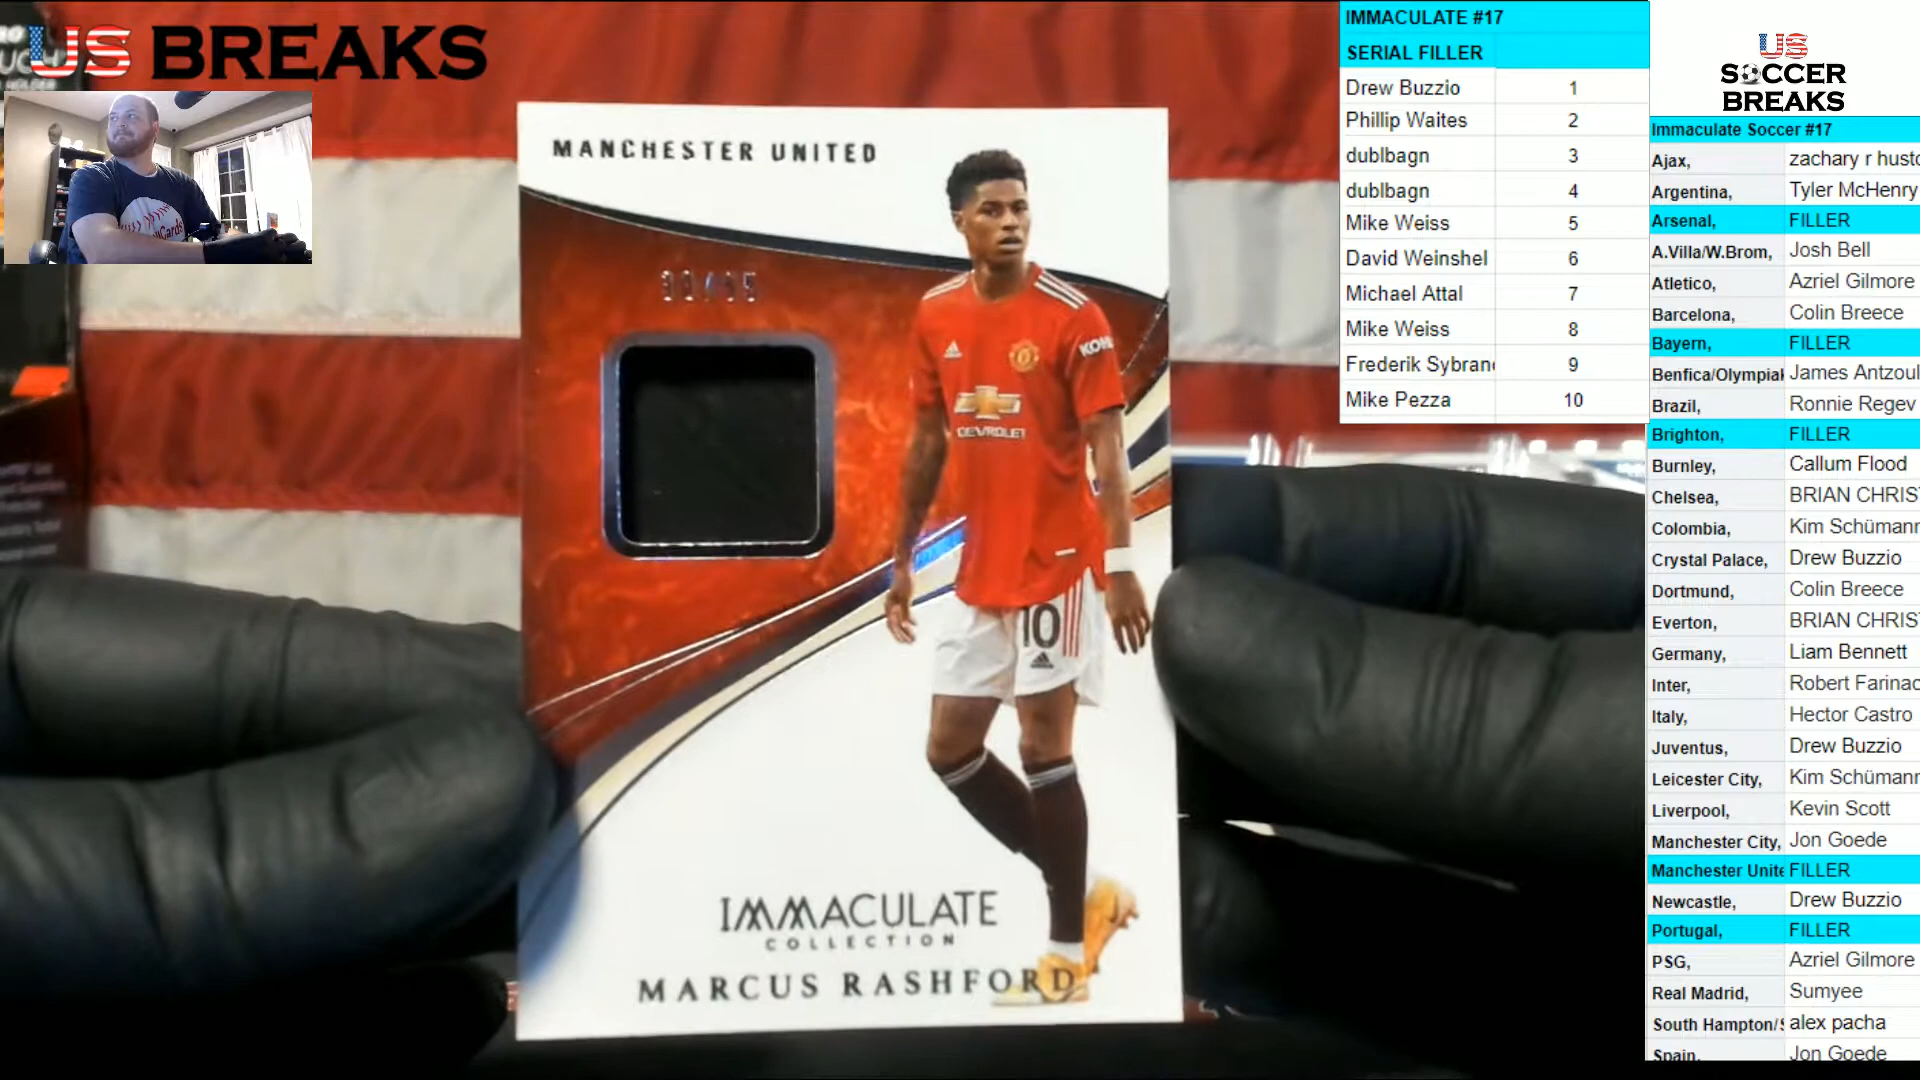 US BREAKS
MANCHESTER UNITED
KOHL
CHEVROLET
10
IMMACULATE
COLLECTION
MARCUS RASHFORD
IMMACULATE #17
SERIAL FILLER
Drew Buzzio 1
Phillip Waites 2
dublbagn 3
dublbagn 4
Mike Weiss 5
David Weinshel 6
Michael Attal 7
Mike Weiss 8
Frederik Sybran 9
Mike Pezza 10
US
SOCCER
BREAKS
Immaculate Soccer #17
Ajax, zachary r husto
Argentina, Tyler McHenry
Arsenal, FILLER
A.Villa/W.Brom, Josh Bell
Atletico, Azriel Gilmore
Barcelona, Colin Breece
Bayern, FILLER
Benfica/Olympiak James Antzoul
Brazil, Ronnie Regev
Brighton, FILLER
Burnley, Callum Flood
Chelsea, BRIAN CHRIS
Colombia, Kim Schümann
Crystal Palace, Drew Buzzio
Dortmund, Colin Breece
Everton, BRIAN CHRIS
Germany, Liam Bennett
Inter, Robert Farinac
Italy, Hector Castro
Juventus, Drew Buzzio
Leicester City, Kim Schümann
Liverpool, Kevin Scott
Manchester City, Jon Goede
Manchester Unite FILLER
Newcastle, Drew Buzzio
Portugal, FILLER
PSG, Azriel Gilmore
Real Madrid, Sumyee
South Hampton/S alex pacha
Spain, Jon Goede